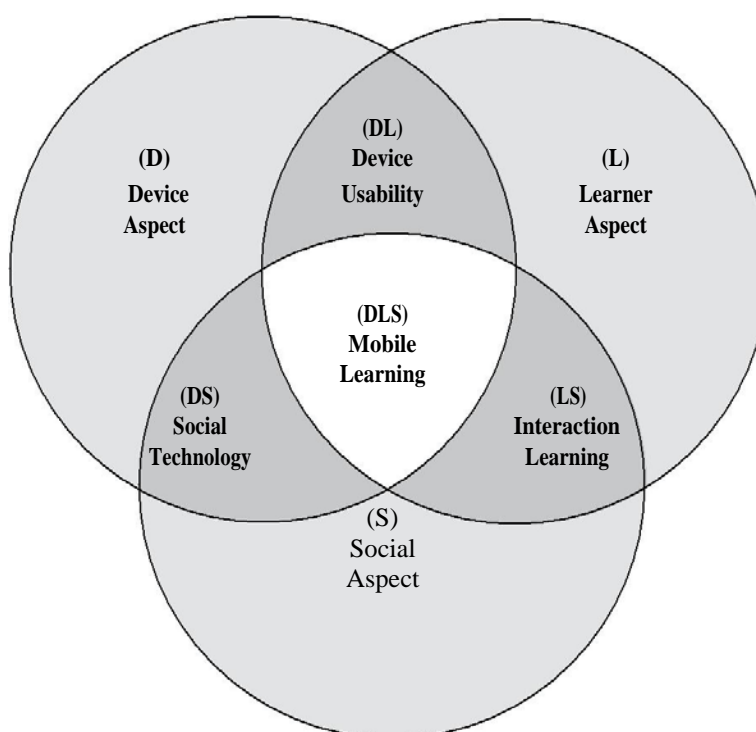 (D)
Device
Aspect
(DL)
Device
Usability
(L)
Learner
Aspect
(DLS)
Mobile
Learning
(DS)
Social
Technology
(LS)
Interaction
Learning
(S)
Social
Aspect